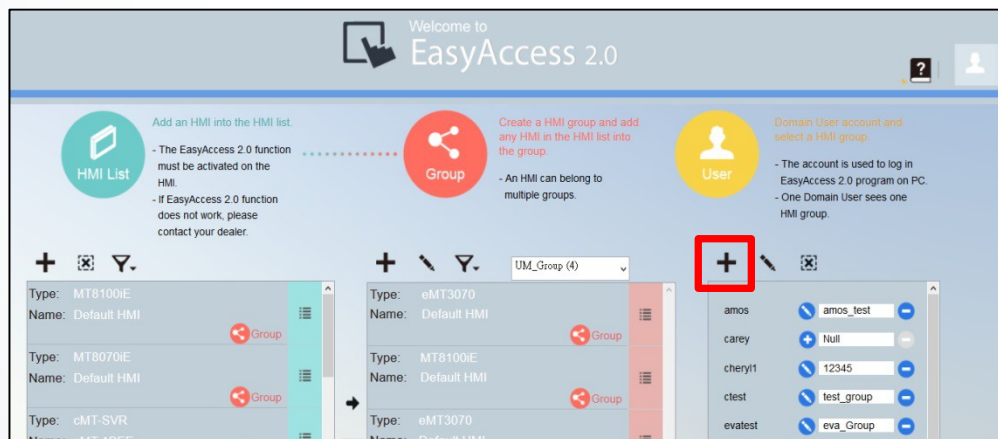 Welcome to
EasyAccess 2.0
?
HMI List
Add an HMI into the HMI list.
- The EasyAccess 2.0 function
must be activated on the
HMI.
- If EasyAccess 2.0 function
does not work, please
contact your dealer.
Group
Create a HMI group and add
any HMI in the HMI list into
the group.
- An HMI can belong to
multiple groups.
User
Domain User account and
select a HMI group.
- The account is used to log in
EasyAccess 2.0 program on PC.
- One Domain User sees one
HMI group.
Type: MT8100iE
Name: Default HMI
Group
Type: MT8070iE
Name: Default HMI
Group
Type: cMT-SVR
UM_Group (4)
Type: eMT3070
Name: Default HMI
Group
Type: MT8100iE
Name: Default HMI
Group
Type: eMT3070
Name: Default HMI
amos amos_test
carey Null
cheryl1 12345
ctest test_group
evatest eva_Group